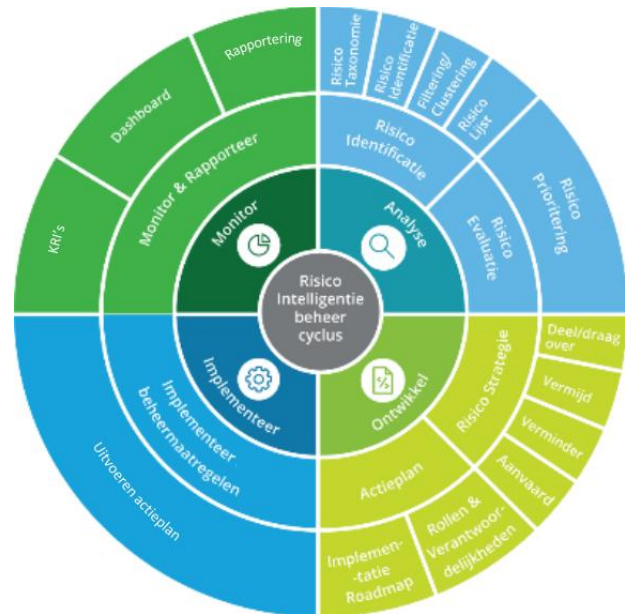 Risico
Intelligentie
beheer
cyclus
Analyse
Risico
Identificatie
Risico
Taxonomie
Risico
Identificatie
Filtering/
Clustering
Risico
Lijst
Risico
Evaluatie
Risico
Prioritering
Ontwikkel
Risico Strategie
Deel/draag
over
Vermijd
Verminder
Aanvaard
Actieplan
Rollen &
Verantwoor-
delijkheden
Implemen-
-tatie
Roadmap
Implementeer
Implementeer
beheermaatregelen
Uitvoeren actieplan
Monitor
Monitor & Rapporteer
KRI's
Dashboard
Rapportering